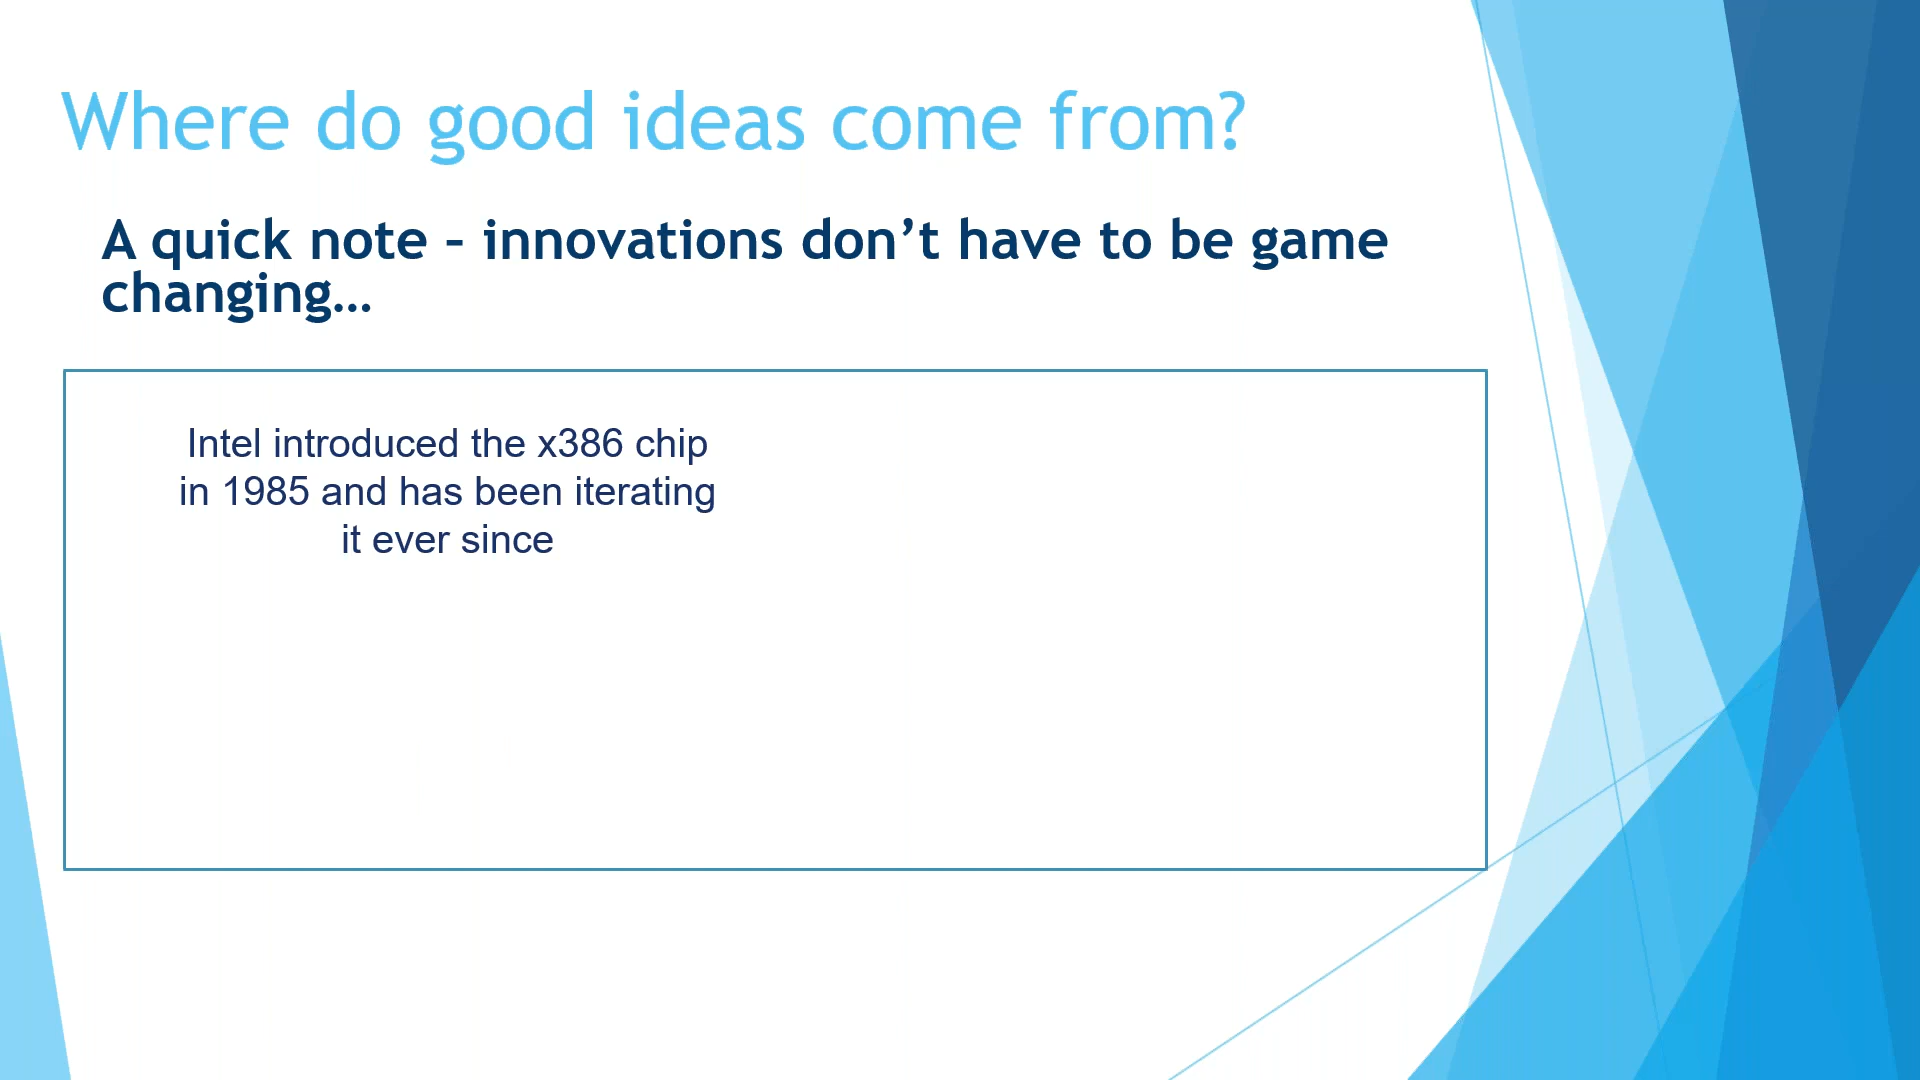 Where do good ideas come from?
A quick note – innovations don’t have to be game
changing…
Intel introduced the x386 chip
in 1985 and has been iterating
it ever since